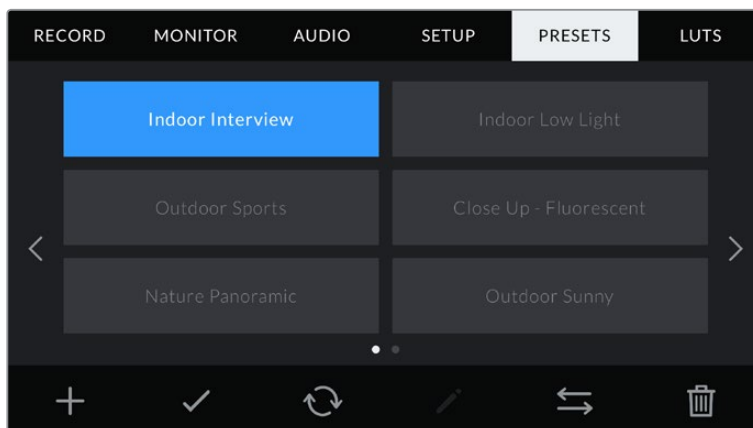 RECORD MONITOR AUDIO SETUP PRESETS LUTS
Indoor Interview Indoor Low Light
Outdoor Sports Close Up - Fluorescent
Nature Panoramic Outdoor Sunny